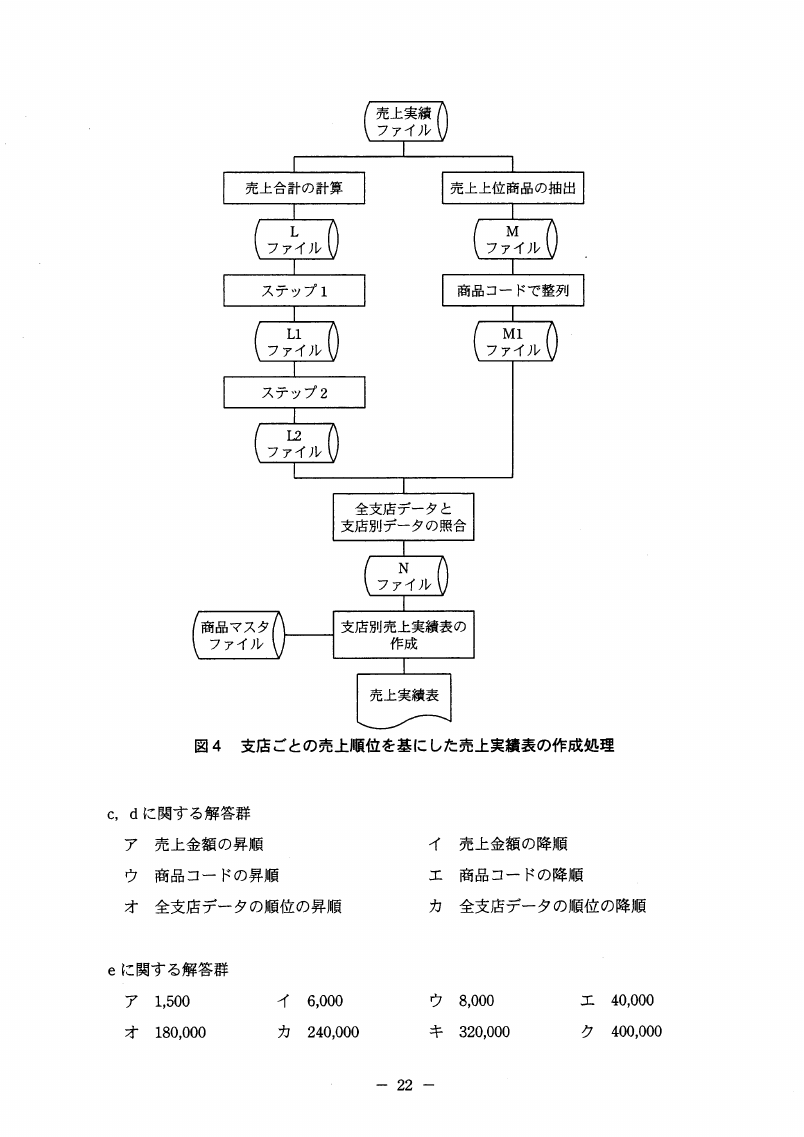 売上実績
ファイル
売上合計の計算
売上上位商品の抽出
L
ファイル
M
ファイル
ステップ1
商品コードで整列
L1
ファイル
M1
ファイル
ステップ2
L2
ファイル
全支店データと
支店別データの照合
N
ファイル
商品マスタ
ファイル
支店別売上実績表の
作成
売上実績表
図4 支店ごとの売上順位を基にした売上実績表の作成処理
c, d に関する解答群
ア 売上金額の昇順 イ 売上金額の降順
ウ 商品コードの昇順 エ 商品コードの降順
オ 全支店データの順位の昇順 カ 全支店データの順位の降順
e に関する解答群
ア 1,500 イ 6,000 ウ 8,000 エ 40,000
オ 180,000 カ 240,000 キ 320,000 ク 400,000
- 22 -